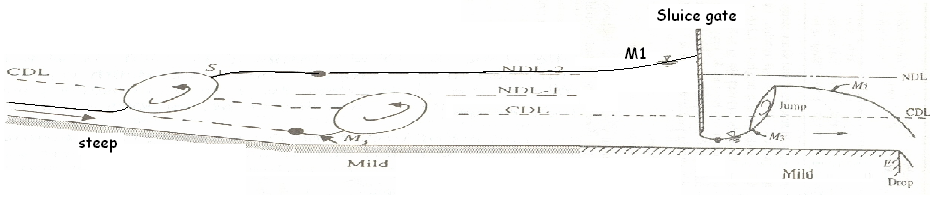 Sluice gate
M1
CDL
S1
NDL-2
NDL
NDL-1
CDL
M2
Jump
CDL
M3
M3
steep
Mild
Mild
Drop